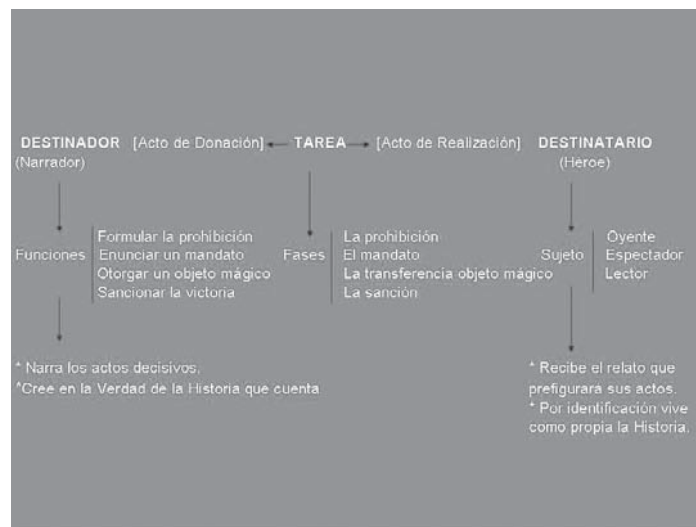 DESTINADOR [Acto de Donación] TAREA [Acto de Realización] DESTINATARIO
(Narrador) (Héroe)
Funciones
Formular la prohibición
Enunciar un mandato
Otorgar un objeto mágico
Sancionar la victoria
Fases
La prohibición
El mandato
La transferencia objeto mágico
La sanción
Sujeto
Oyente
Espectador
Lector
* Narra los actos decisivos.
*Cree en la Verdad de la Historia que cuenta
* Recibe el relato que
prefigurará sus actos.
* Por identificación vive
como propia la Historia.